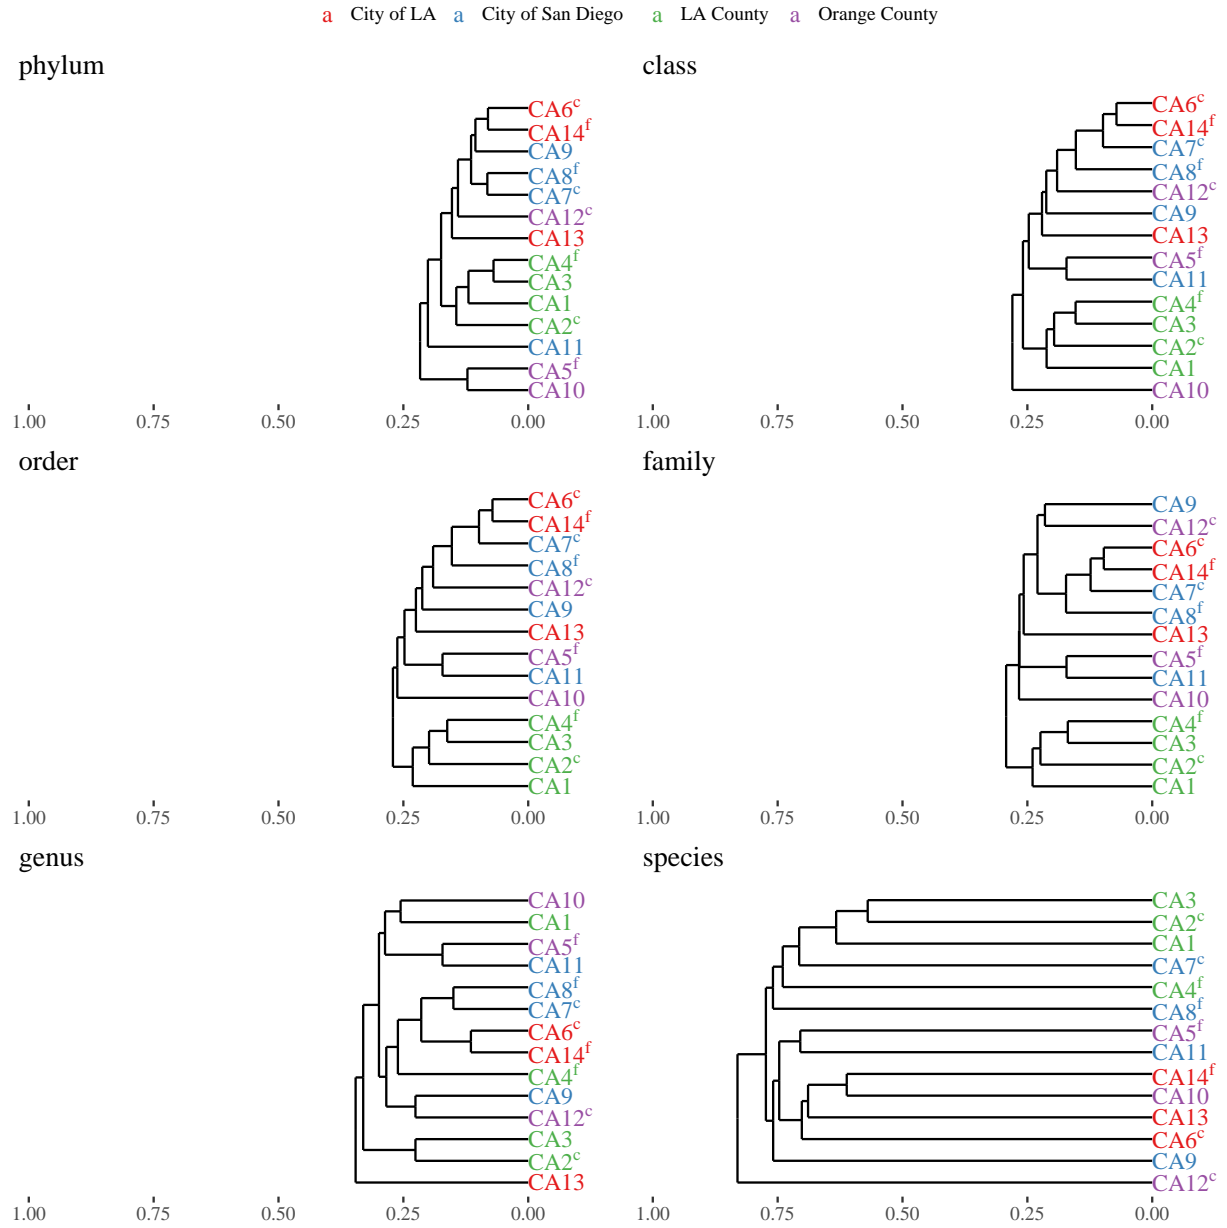 a City of LA a City of San Diego a LA County a Orange County
phylum
CA6c
CA14f
CA9
CA8f
CA7c
CA12c
CA13
CA4f
CA3
CA1
CA2c
CA11
CA5f
CA10
1.00 0.75 0.50 0.25 0.00
class
CA6c
CA14f
CA7c
CA8f
CA12c
CA9
CA13
CA5f
CA11
CA4f
CA3
CA2c
CA1
CA10
1.00 0.75 0.50 0.25 0.00
order
CA6c
CA14f
CA7c
CA8f
CA12c
CA9
CA13
CA5f
CA11
CA10
CA4f
CA3
CA2c
CA1
1.00 0.75 0.50 0.25 0.00
family
CA9
CA12c
CA6c
CA14f
CA7c
CA8f
CA13
CA5f
CA11
CA10
CA4f
CA3
CA2c
CA1
1.00 0.75 0.50 0.25 0.00
genus
CA10
CA1
CA5f
CA11
CA8f
CA7c
CA6c
CA14f
CA4f
CA9
CA12c
CA3
CA2c
CA13
1.00 0.75 0.50 0.25 0.00
species
CA3
CA2c
CA1
CA7c
CA4f
CA8f
CA5f
CA11
CA14f
CA10
CA13
CA6c
CA9
CA12c
1.00 0.75 0.50 0.25 0.00